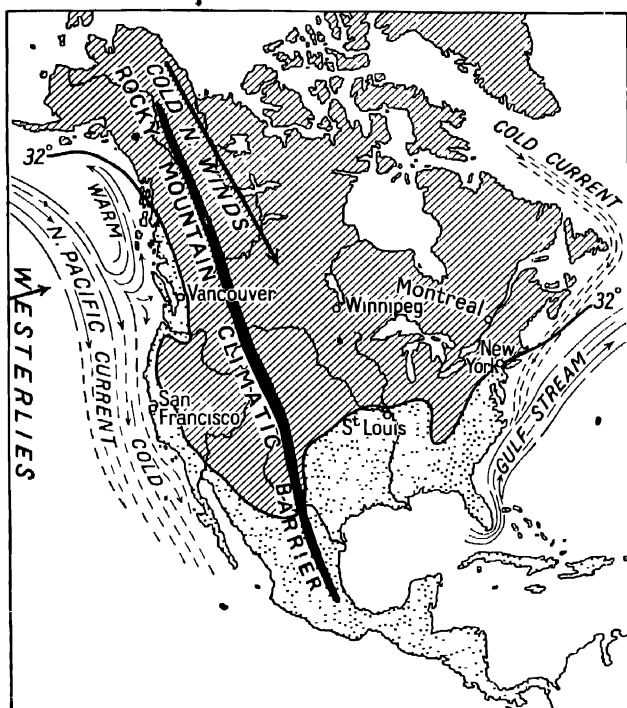 ROCKY MOUNTAIN CLIMATIC BARRIER
COLD N. WINDS
COLD CURRENT
32°
WARM
N. PACIFIC CURRENT
WESTERLIES
Vancouver
Winnipeg
Montreal
32°
New
York
San
Francisco
St Louis
COLD
GULF STREAM